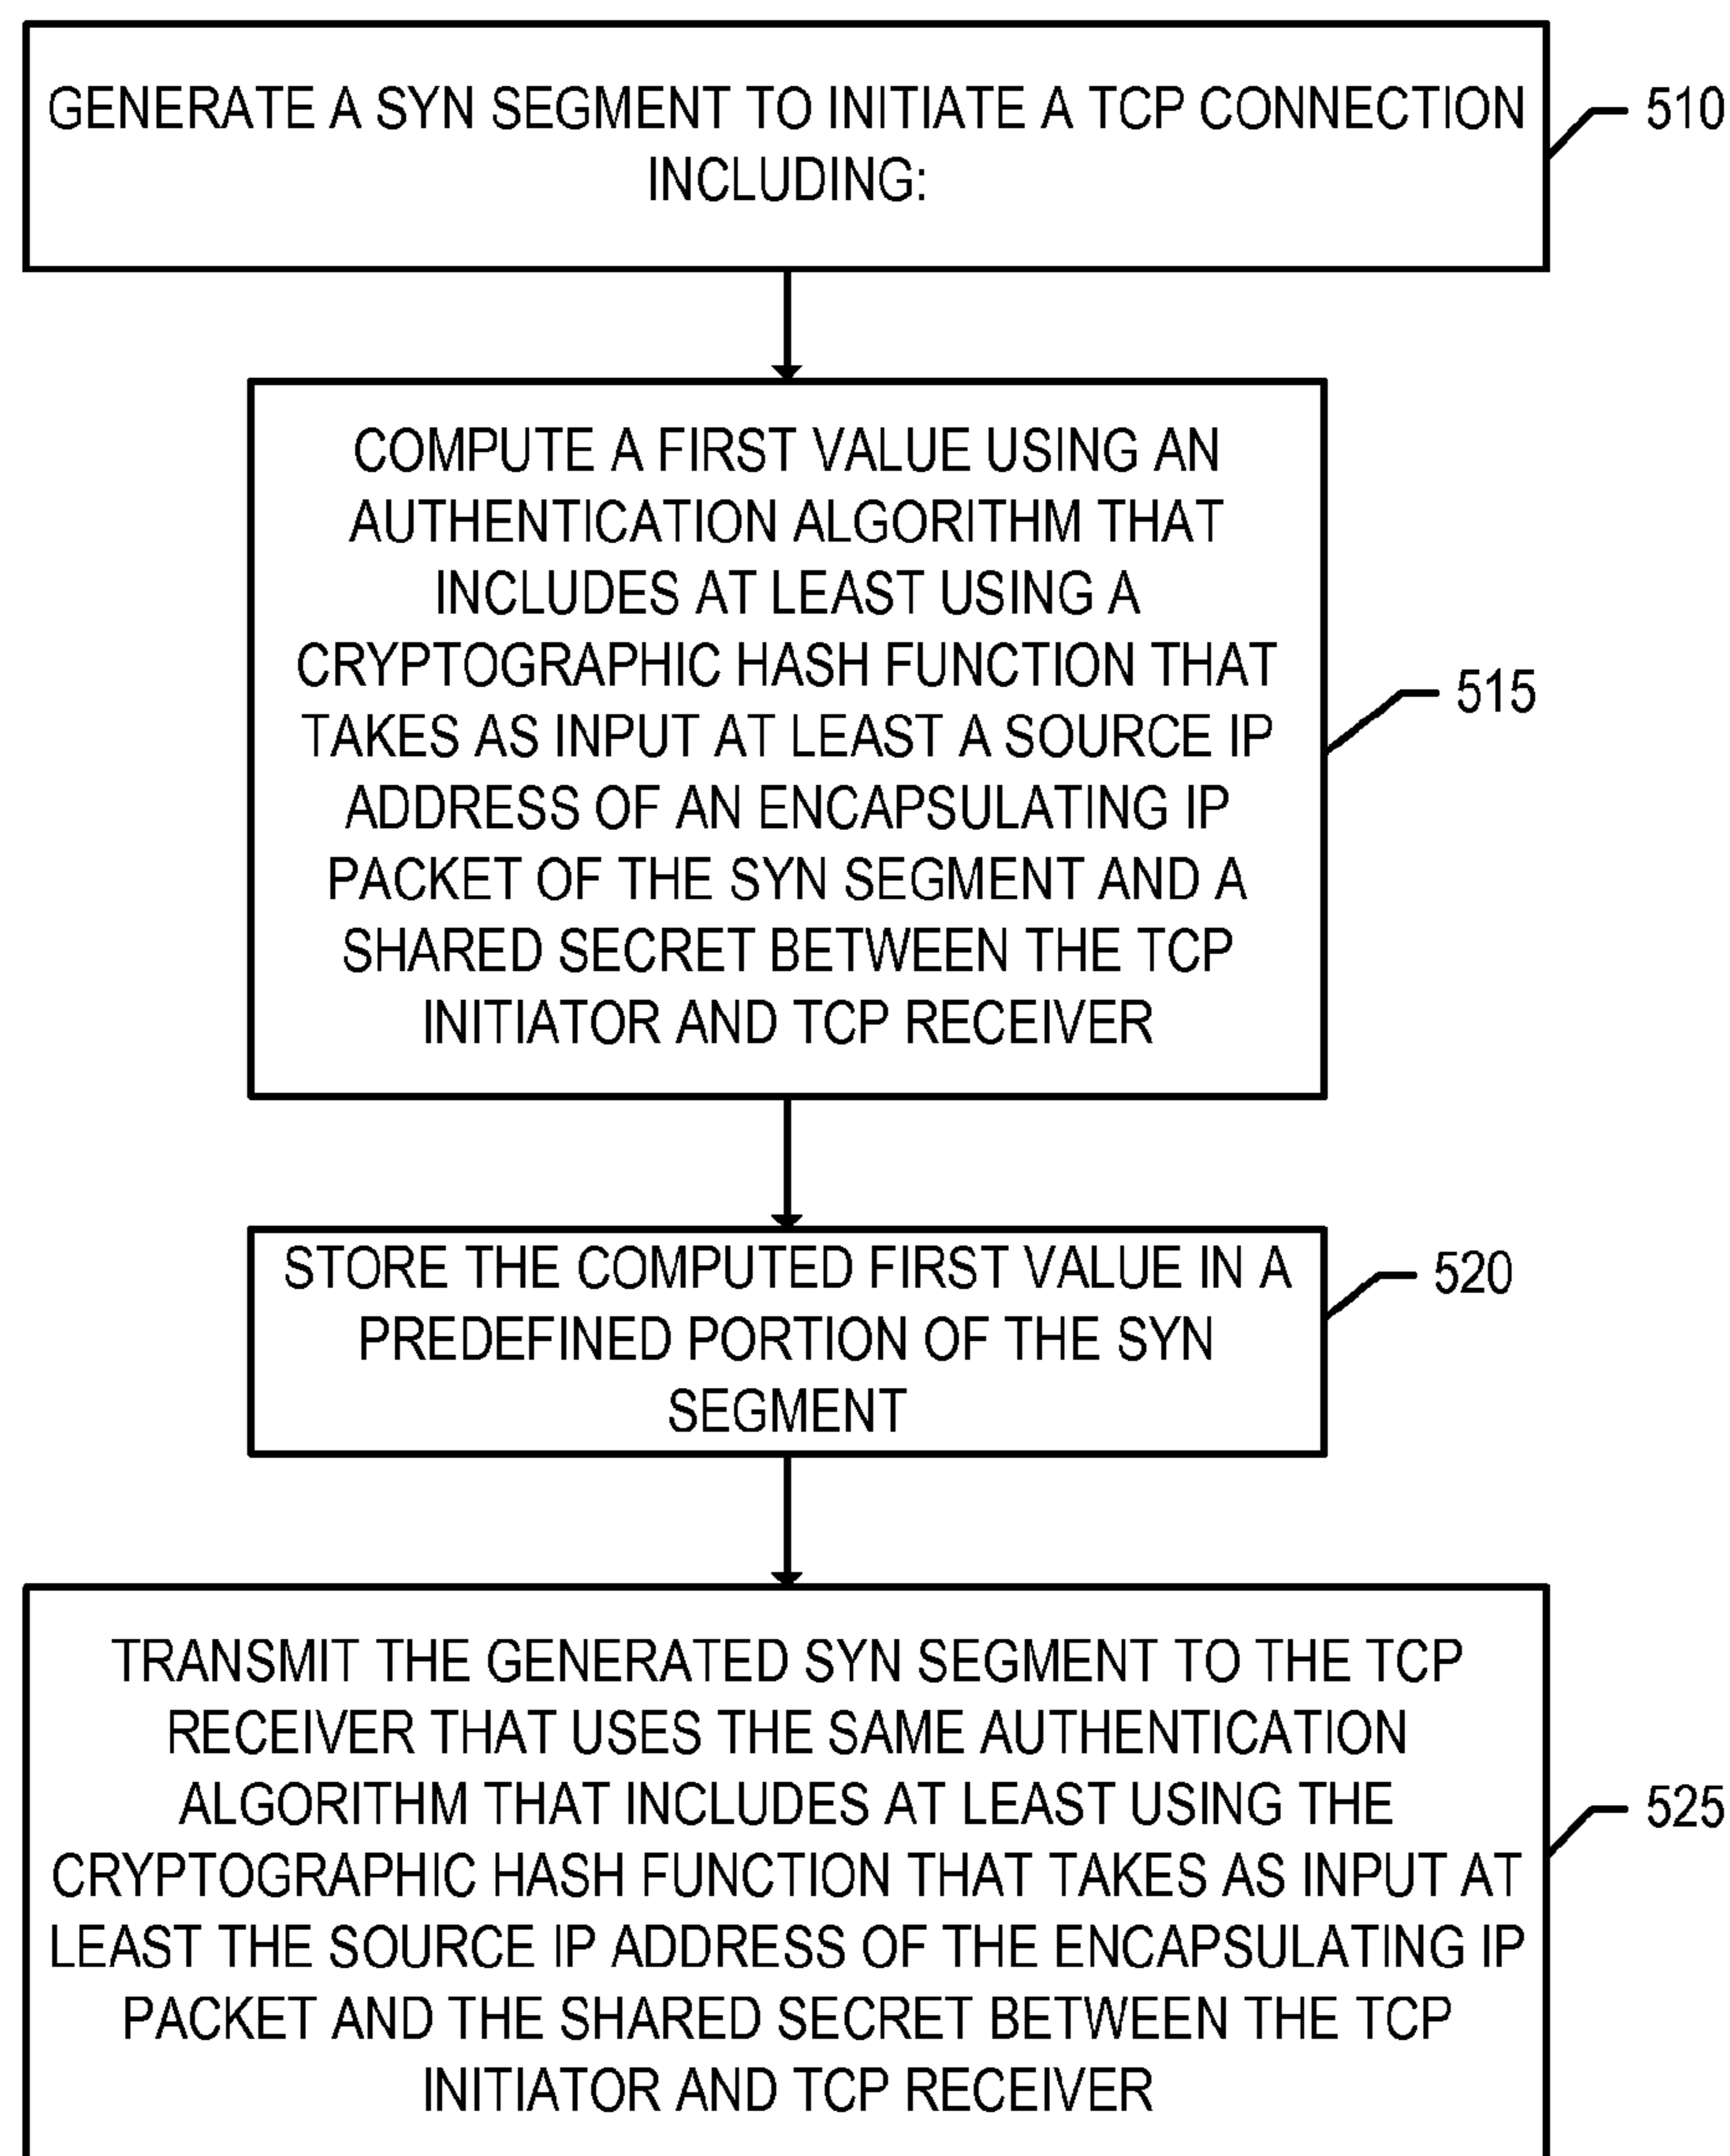 GENERATE A SYN SEGMENT TO INITIATE A TCP CONNECTION
INCLUDING:
510
COMPUTE A FIRST VALUE USING AN
AUTHENTICATION ALGORITHM THAT
INCLUDES AT LEAST USING A
CRYPTOGRAPHIC HASH FUNCTION THAT
TAKES AS INPUT AT LEAST A SOURCE IP
ADDRESS OF AN ENCAPSULATING IP
PACKET OF THE SYN SEGMENT AND A
SHARED SECRET BETWEEN THE TCP
INITIATOR AND TCP RECEIVER
515
STORE THE COMPUTED FIRST VALUE IN A
PREDEFINED PORTION OF THE SYN
SEGMENT
520
TRANSMIT THE GENERATED SYN SEGMENT TO THE TCP
RECEIVER THAT USES THE SAME AUTHENTICATION
ALGORITHM THAT INCLUDES AT LEAST USING THE
CRYPTOGRAPHIC HASH FUNCTION THAT TAKES AS INPUT AT
LEAST THE SOURCE IP ADDRESS OF THE ENCAPSULATING IP
PACKET AND THE SHARED SECRET BETWEEN THE TCP
INITIATOR AND TCP RECEIVER
525